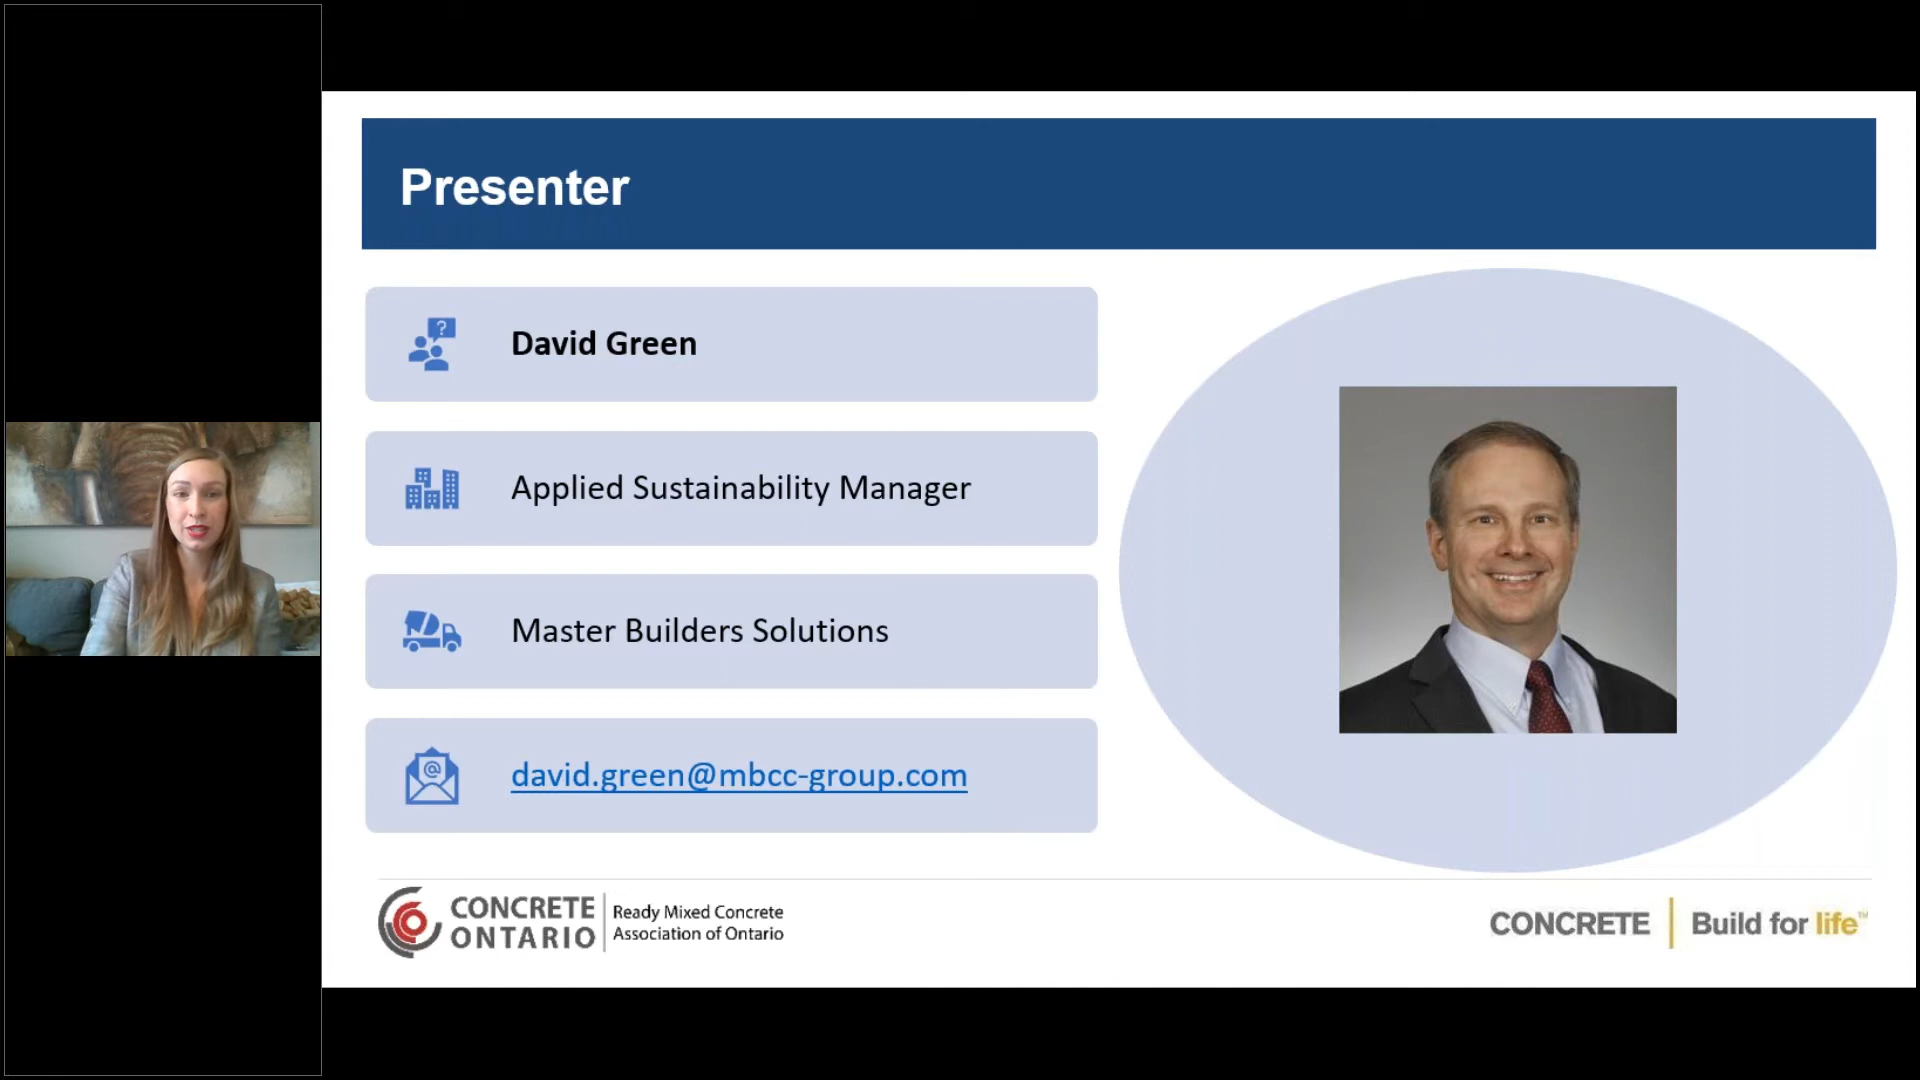 Presenter
David Green
Applied Sustainability Manager
Master Builders Solutions
david.green@mbcc-group.com
CONCRETE
ONTARIO
Ready Mixed Concrete
Association of Ontario
CONCRETE
Build for life™